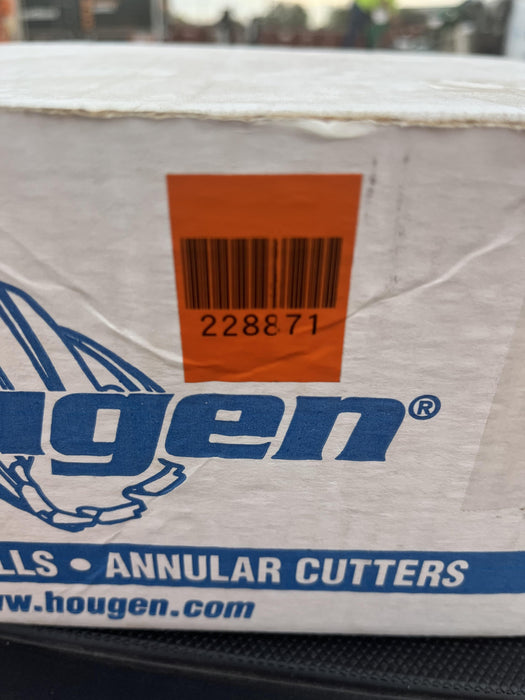 228871
ugen®
LLS • ANNULAR CUTTERS
w.hougen.com